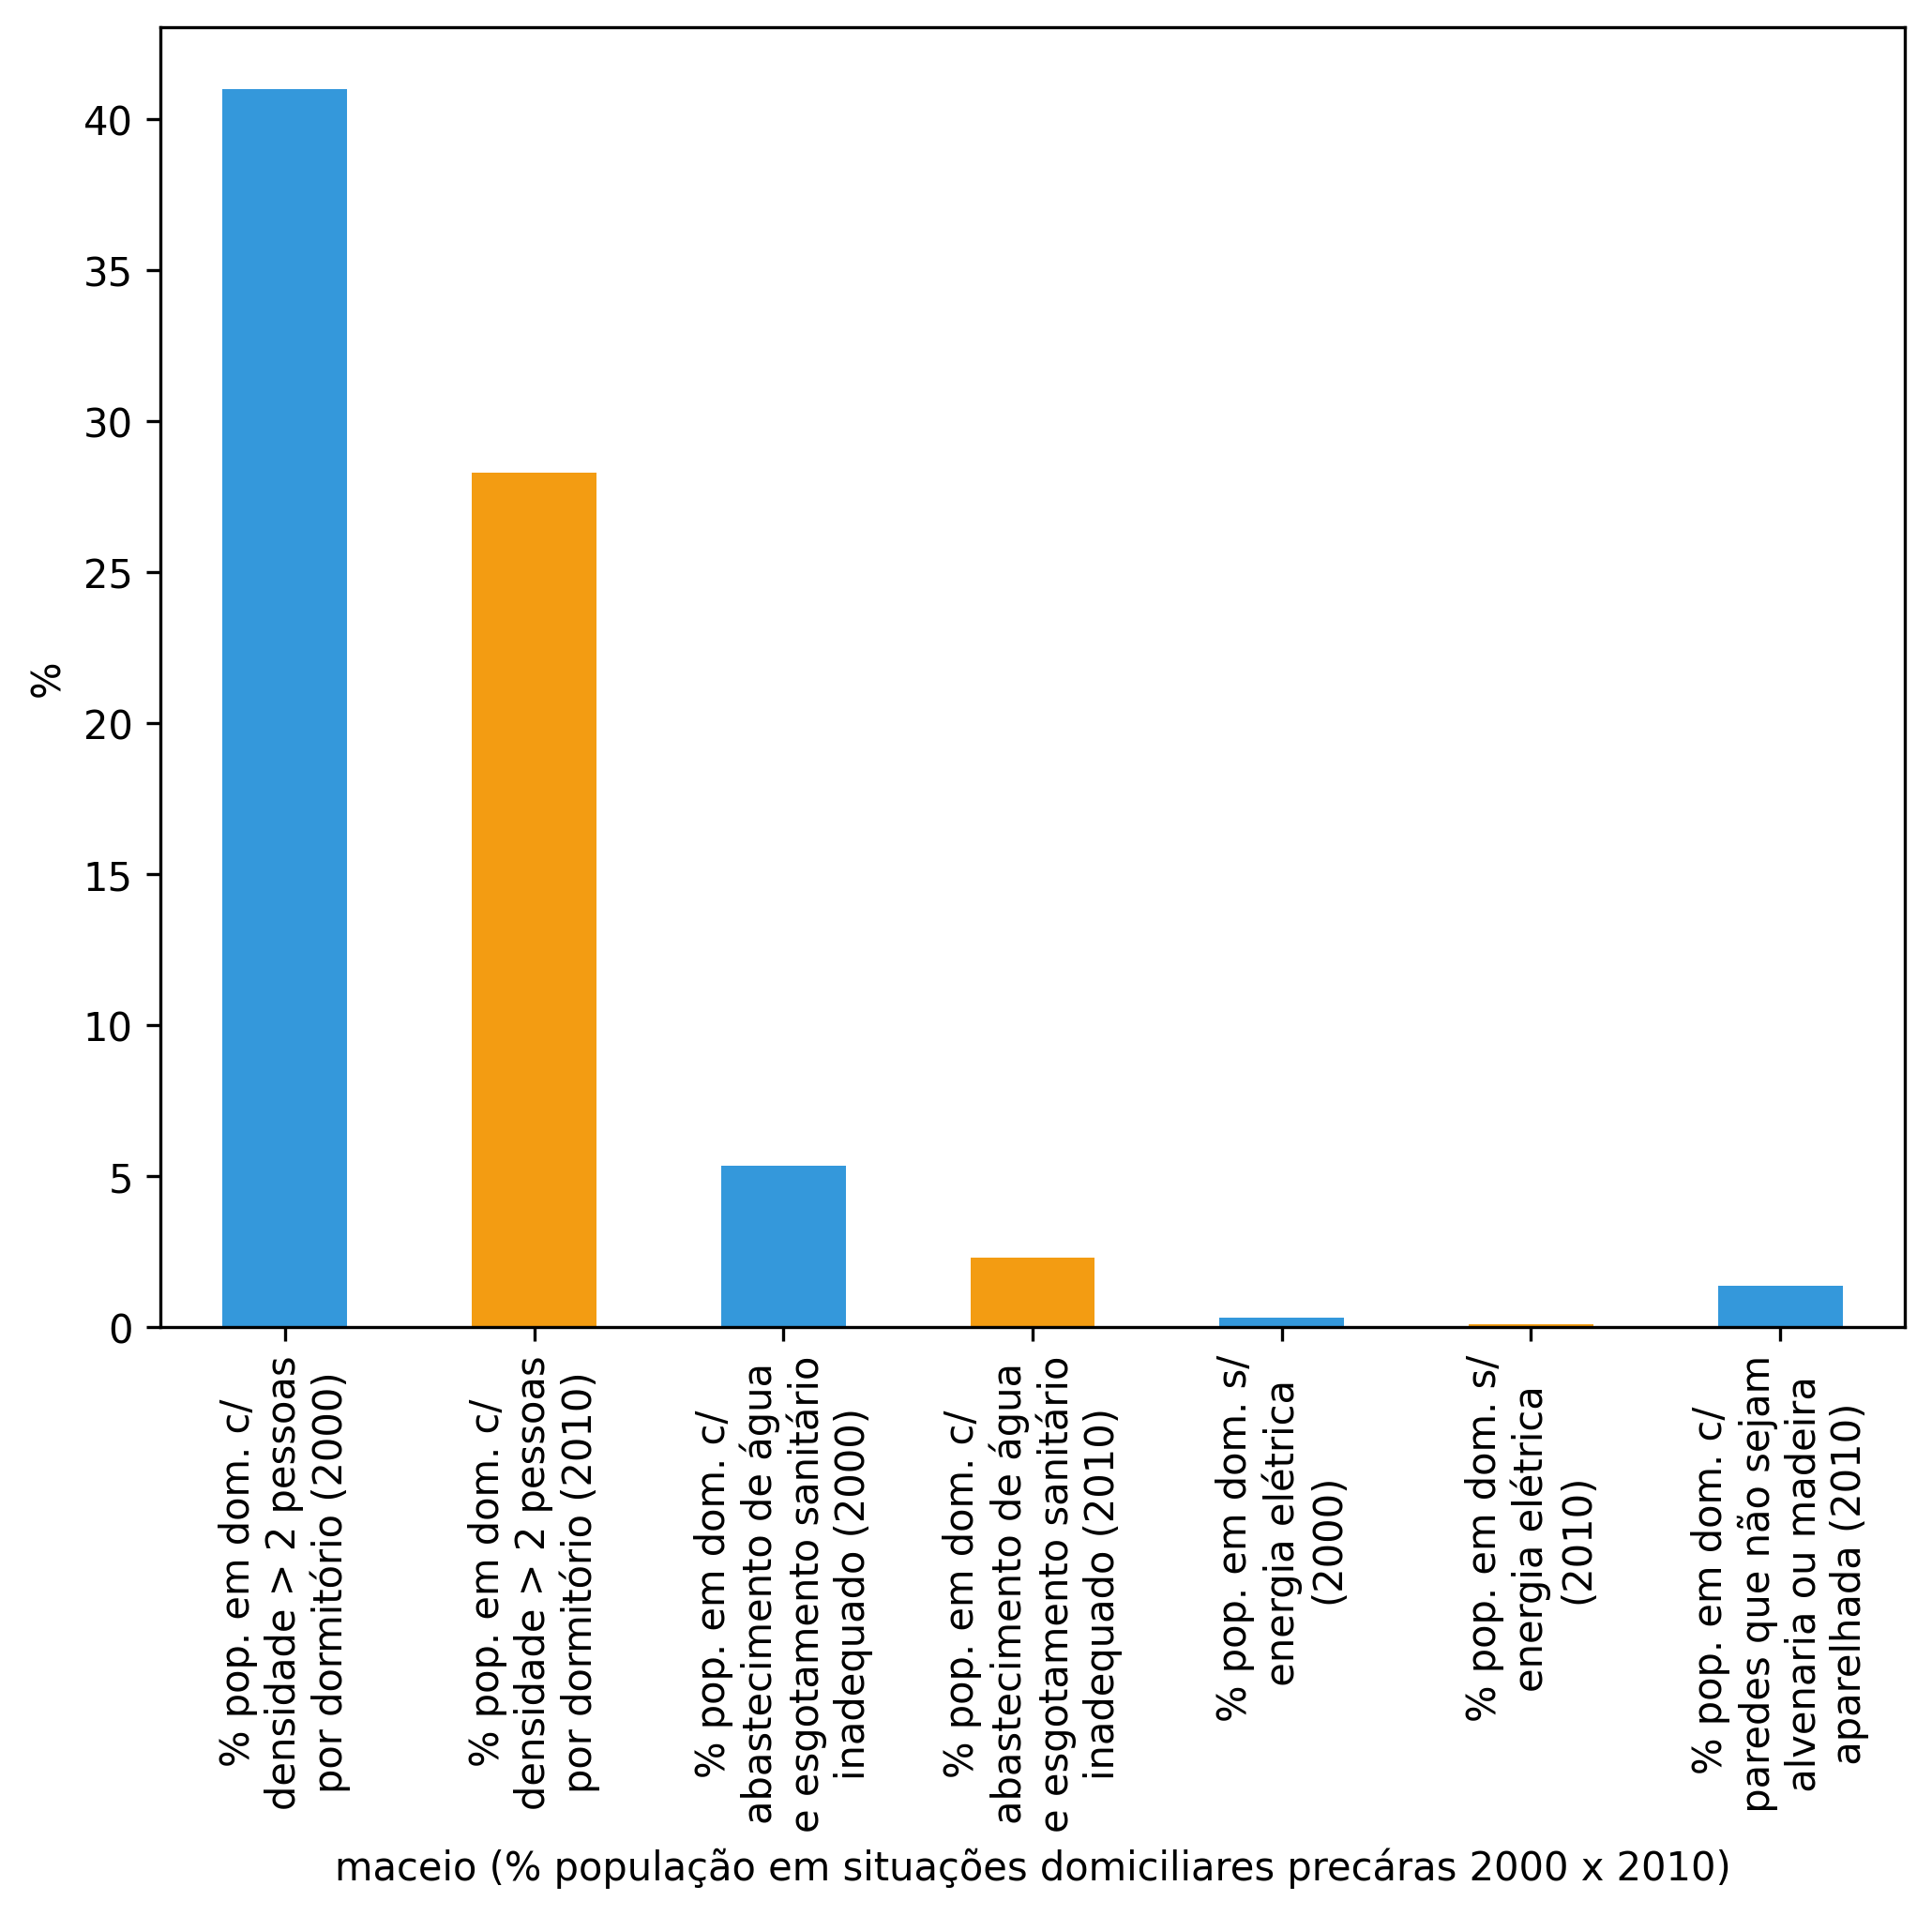 %
40
35
30
25
20
15
10
5
0
% pop. em dom. c/
densidade > 2 pessoas
por dormitório (2000)
% pop. em dom. c/
densidade > 2 pessoas
por dormitório (2010)
% pop. em dom. c/
abastecimento de água
e esgotamento sanitário
inadequado (2000)
% pop. em dom. c/
abastecimento de água
e esgotamento sanitário
inadequado (2010)
% pop. em dom. s/
energia elétrica
(2000)
% pop. em dom. s/
energia elétrica
(2010)
% pop. em dom. c/
paredes que não sejam
alvenaria ou madeira
aparelhada (2010)
maceio (% população em situações domiciliares precáras 2000 x 2010)